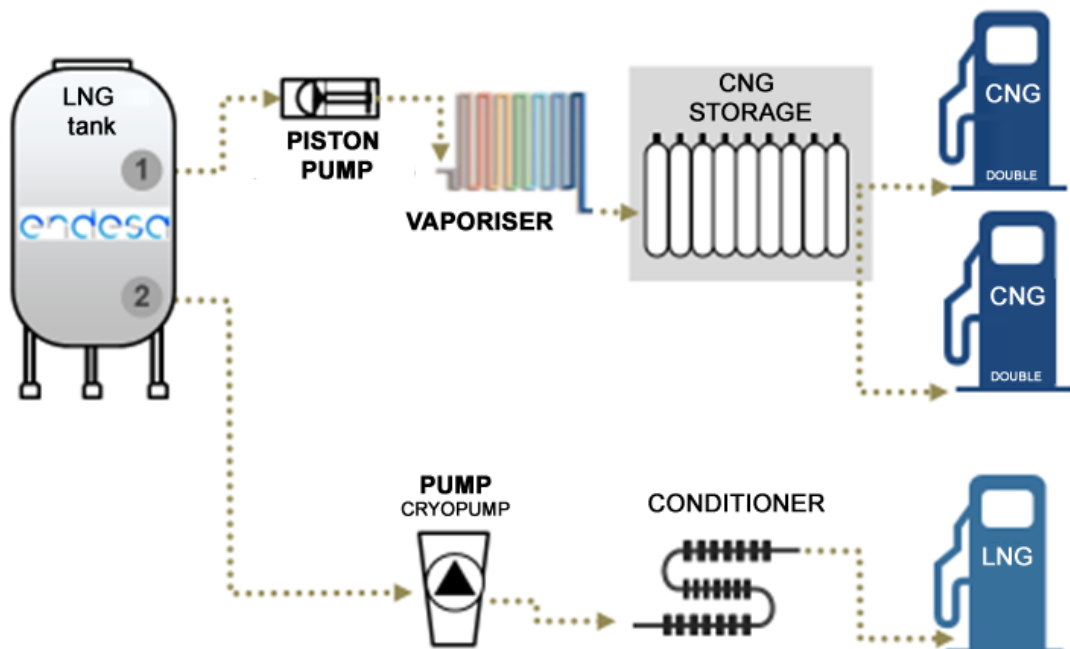 LNG
tank
1
endesa
2
PISTON
PUMP
VAPORISER
CNG
STORAGE
CNG
DOUBLE
CNG
DOUBLE
PUMP
CRYOPUMP
CONDITIONER
LNG